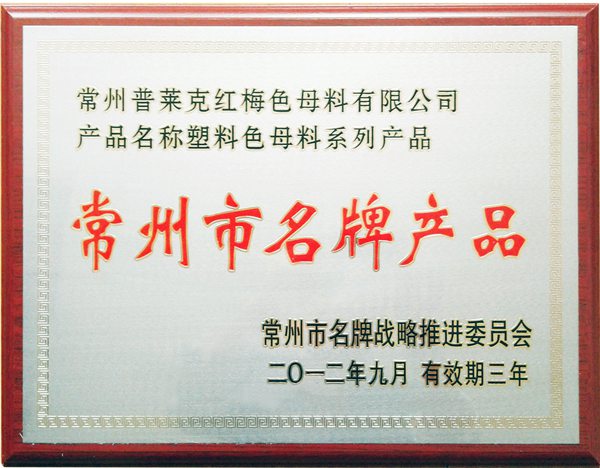 常州普莱克红梅色母料有限公司
产品名称塑料色母料系列产品
常州市名牌产品
常州市名牌战略推进委员会
二〇一二年九月 有效期三年